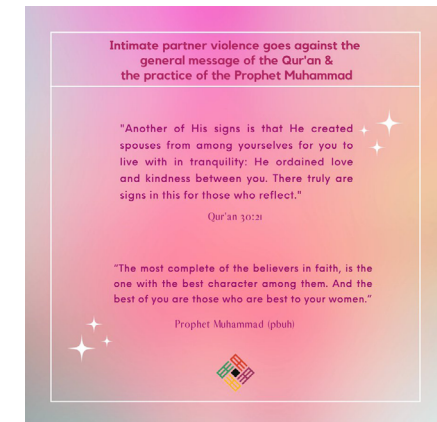 Intimate partner violence goes against the
general message of the Qur'an &
the practice of the Prophet Muhammad
"Another of His signs is that He created
spouses from among yourselves for you to
live with in tranquility: He ordained love
and kindness between you. There truly are
signs in this for those who reflect."
Qur'an 30:21
"The most complete of the believers in faith, is the
one with the best character among them. And the
best of you are those who are best to your women."
Prophet Muhammad (pbuh)